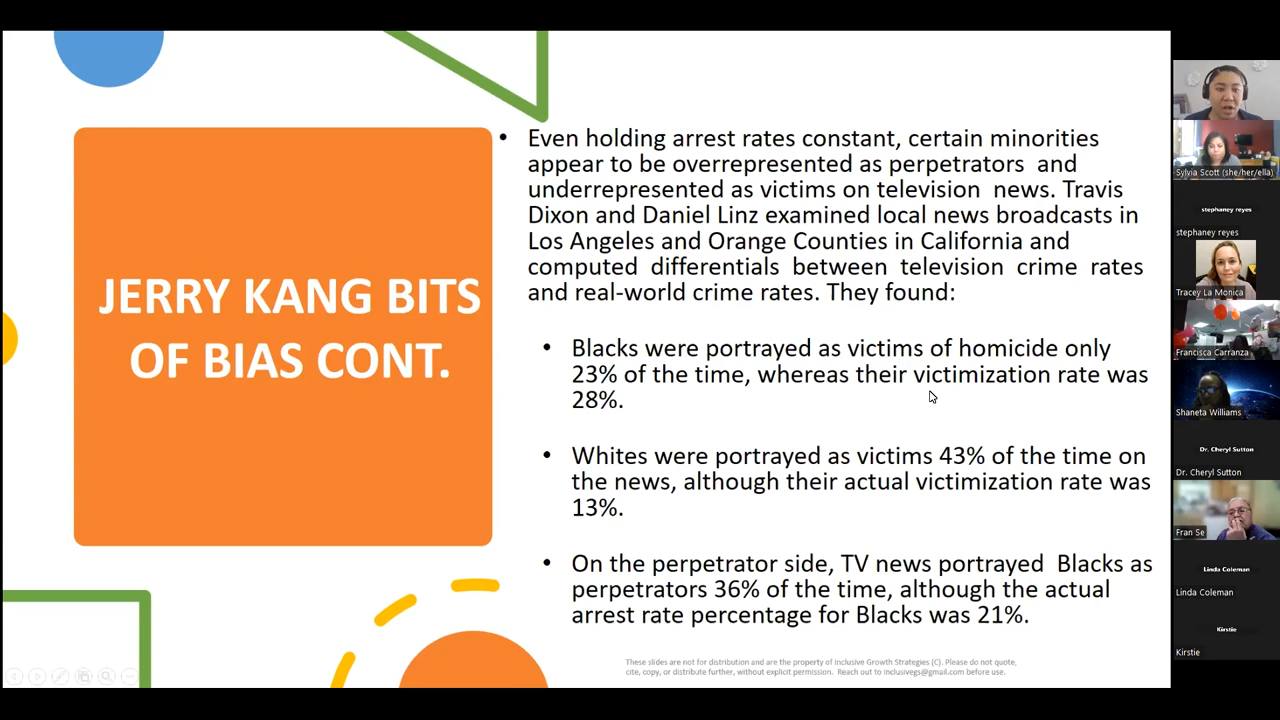 JERRY KANG BITS
OF BIAS CONT.
• Even holding arrest rates constant, certain minorities
appear to be overrepresented as perpetrators and
underrepresented as victims on television news. Travis
Dixon and Daniel Linz examined local news broadcasts in
Los Angeles and Orange Counties in California and
computed differentials between television crime rates
and real-world crime rates. They found:
• Blacks were portrayed as victims of homicide only
23% of the time, whereas their victimization rate was
28%.
• Whites were portrayed as victims 43% of the time on
the news, although their actual victimization rate was
13%.
• On the perpetrator side, TV news portrayed Blacks as
perpetrators 36% of the time, although the actual
arrest rate percentage for Blacks was 21%.
These slides are not for distribution and are the property of Inclusive Growth Strategies (C). Please do not quote,
cite, copy, or distribute further, without explicit permission. Reach out to inclusivegs@gmail.com before use.
Sylvia Scott (she/her/ella)
stephaney reyes
stephaney reyes
Tracey La Monica
Francisca Carranza
Shaneta Williams
Dr. Cheryl Sutton
Dr. Cheryl Sutton
Fran Se
Linda Coleman
Linda Coleman
Kirstie
Kirstie